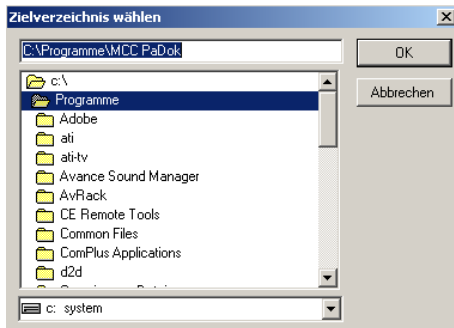 Zielverzeichnis wählen
C:\Programme\MCC PaDok
OK
c:\
Programme
Abbrechen
Adobe
ati
ati-tv
Avance Sound Manager
AvRack
CE Remote Tools
Common Files
ComPlus Applications
d2d
c: system